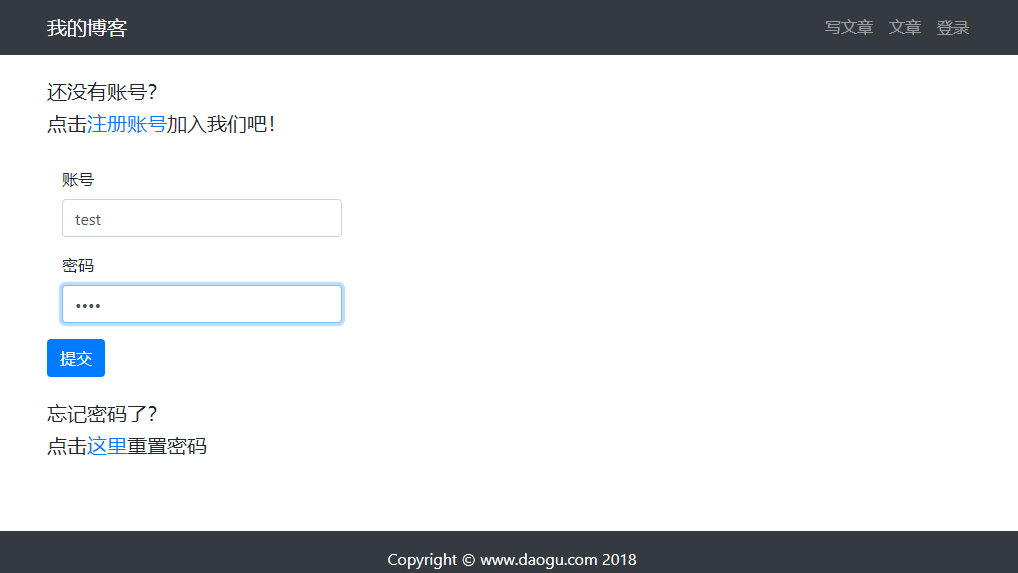 我的博客
写文章 文章 登录
还没有账号?
点击注册账号加入我们吧!
账号
test
密码
••••
提交
忘记密码了?
点击这里重置密码
Copyright © www.daogu.com 2018